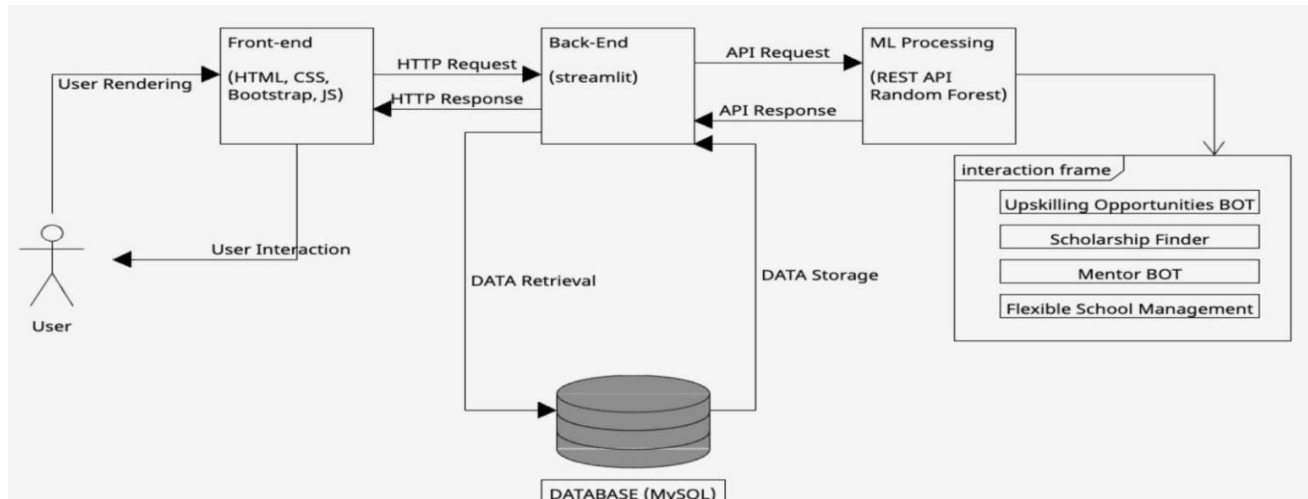 Front-end
(HTML, CSS,
Bootstrap, JS)
Back-End
(streamlit)
ML Processing
(REST API
Random Forest)
User Rendering
HTTP Request
HTTP Response
API Request
API Response
interaction frame
Upskilling Opportunities BOT
Scholarship Finder
Mentor BOT
Flexible School Management
User Interaction
User
DATA Retrieval
DATA Storage
DATABASE (MySQL)